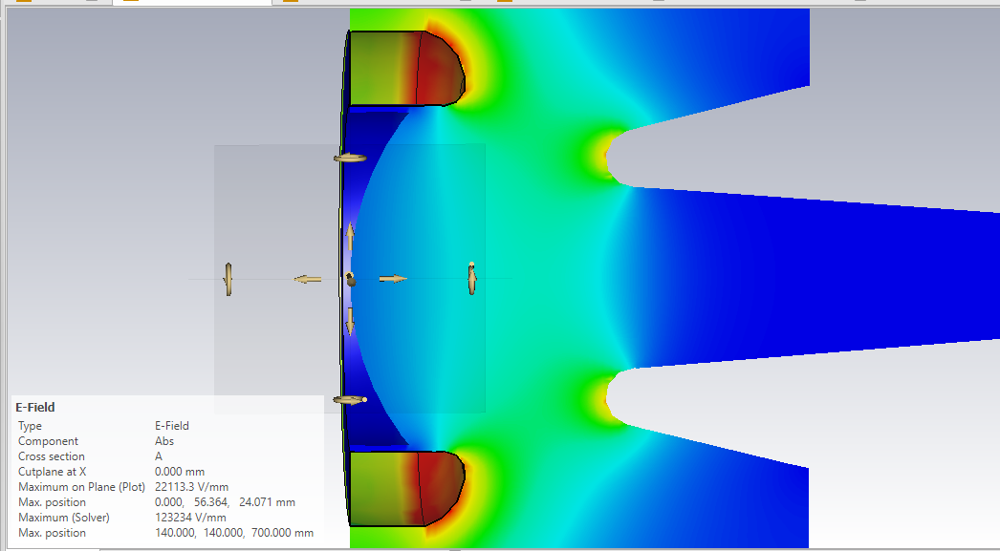 E-Field
Type E-Field
Component Abs
Cross section A
Cutplane at X 0.000 mm
Maximum on Plane (Plot) 22113.3 V/mm
Max. position 0.000, 56.364, 24.071 mm
Maximum (Solver) 123234 V/mm
Max. position 140.000, 140.000, 700.000 mm